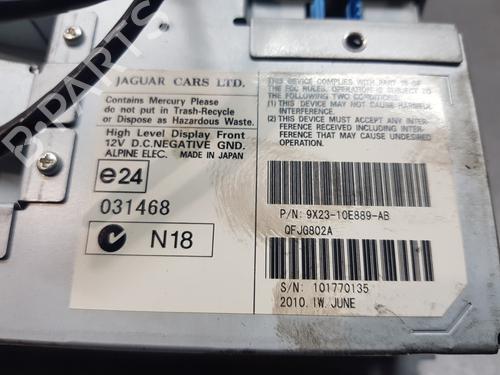 JAGUAR CARS LTD.
Contains Mercury Please
do not put in Trash-Recycle
or Dispose as Hazardous Waste.
High Level Display Front
12V D.C.NEGATIVE GND.
ALPINE ELEC. MADE IN JAPAN
e24
031468
N18
THIS DEVICE COMPLIES WITH PART 15 OF
THE FCC RULES. OPERATION IS SUBJECT TO
THE FOLLOWING TWO CONDITIONS.
(1) THIS DEVICE MAY NOT CAUSE HARMFUL
INTERFERENCE.
(2) THIS DEVICE MUST ACCEPT ANY INTER-
FERENCE RECEIVED INCLUDING INTER-
FERENCE THAT MAY CAUSE UNDESIRED
OPERATION.
P/N: 9X23-10E889-AB
QFJG802A
S/N: 101770135
2010. 1W. JUNE
B-PARTS